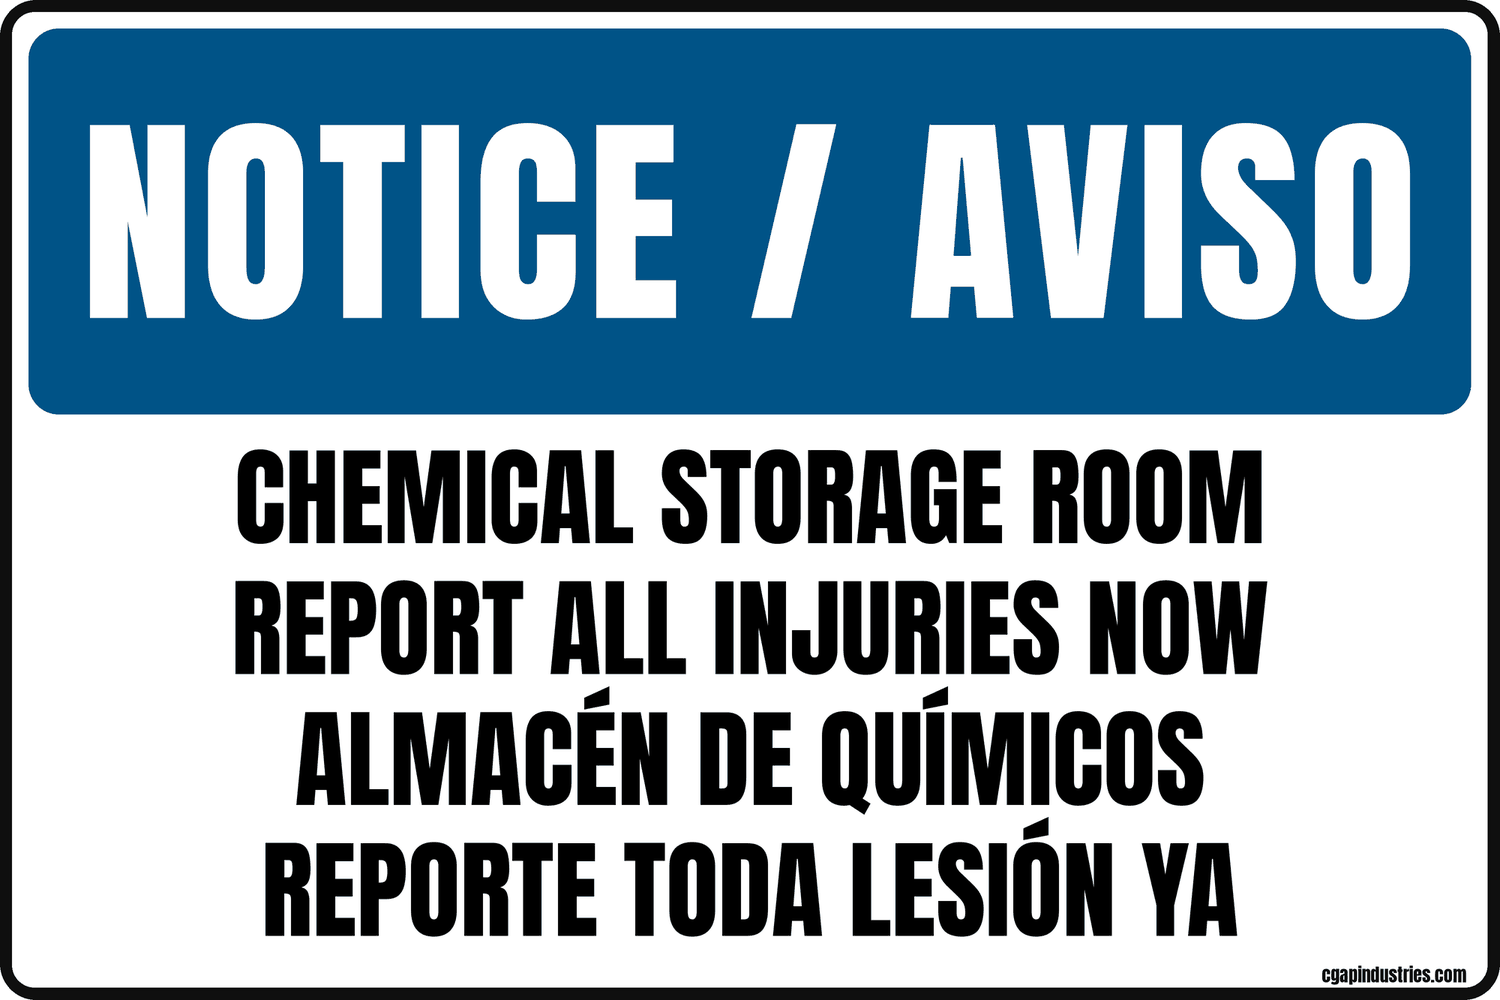 NOTICE / AVISO
CHEMICAL STORAGE ROOM
REPORT ALL INJURIES NOW
ALMACÉN DE QUÍMICOS
REPORTE TODA LESIÓN YA
cgapindustries.com